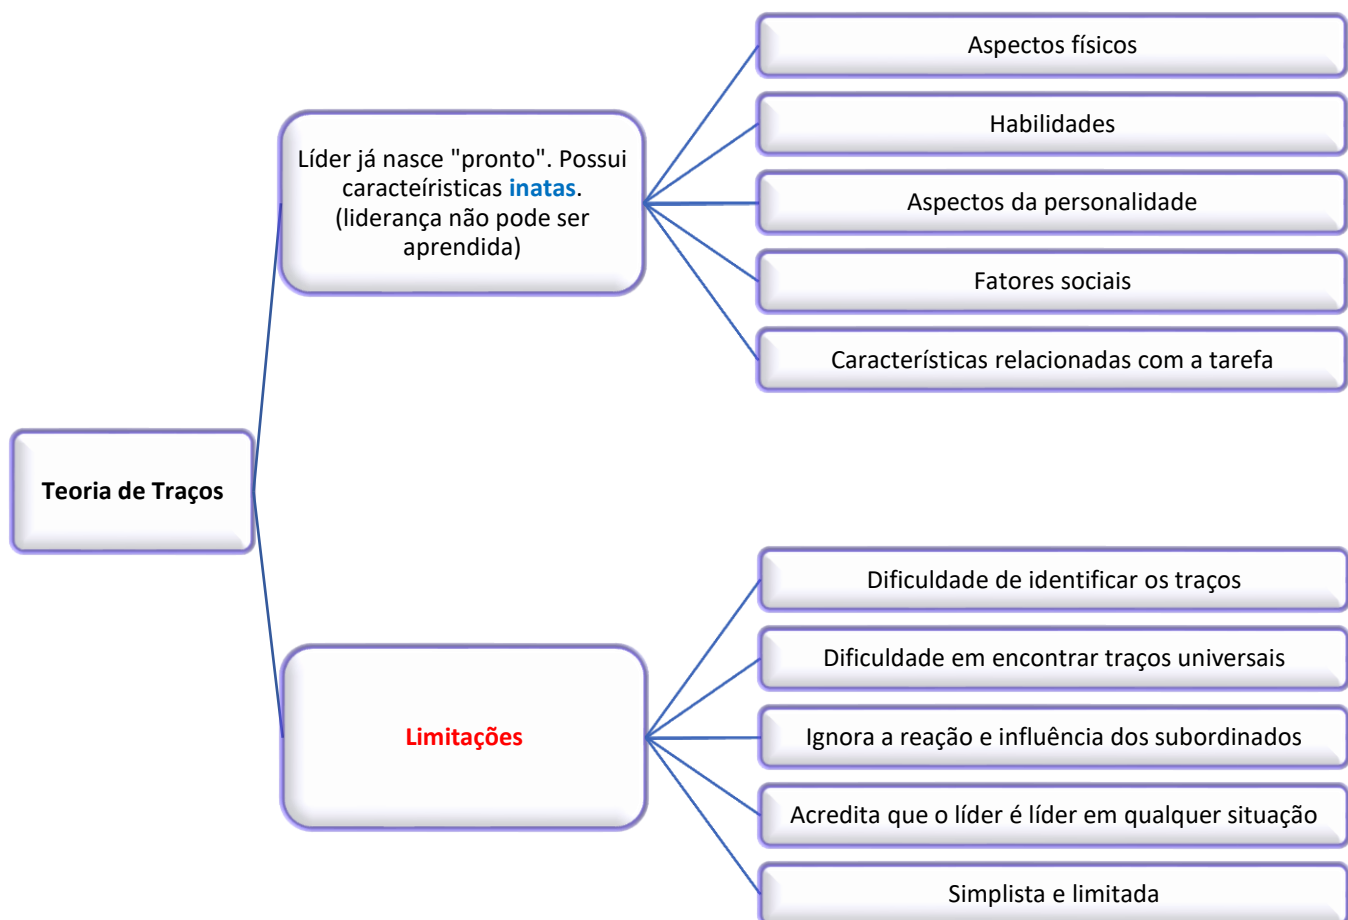 Teoria de Traços
Líder já nasce "pronto". Possui
caracteíristicas inatas.
(liderança não pode ser
aprendida)
Aspectos físicos
Habilidades
Aspectos da personalidade
Fatores sociais
Características relacionadas com a tarefa
Limitações
Dificuldade de identificar os traços
Dificuldade em encontrar traços universais
Ignora a reação e influência dos subordinados
Acredita que o líder é líder em qualquer situação
Simplista e limitada